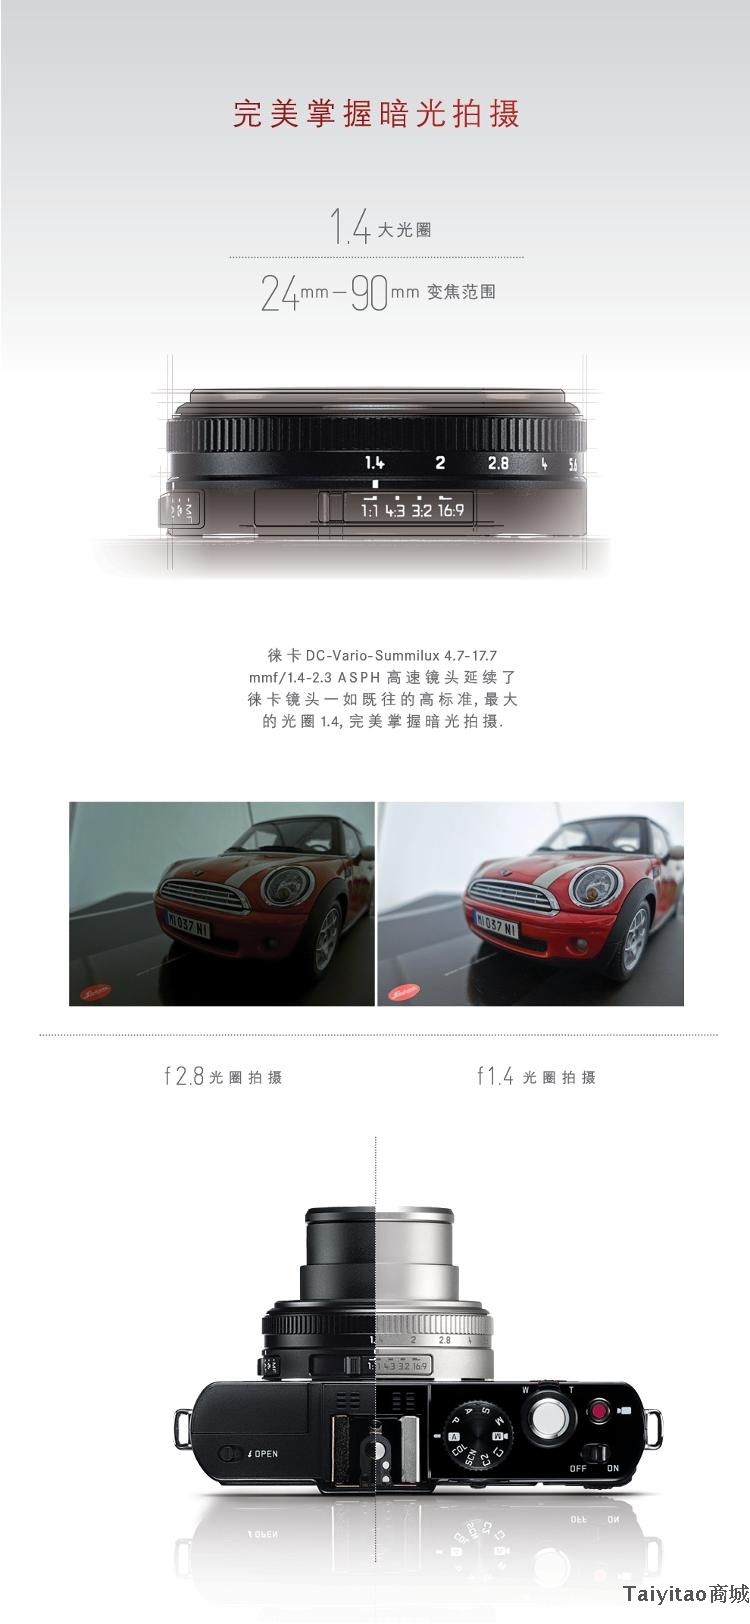 完美掌握暗光拍摄
1.4 大光圈
24mm-90mm 变焦范围
1.4 2 2.8 4 5.6
1:1 4:3 3:2 16:9
徕卡DC-Vario-Summilux 4.7-17.7
mmf/1.4-2.3 ASPH 高速镜头延续了
徕卡镜头一如既往的高标准,最大
的光圈1.4,完美掌握暗光拍摄.
MI 037 NI
MI 037 NI
f2.8光圈拍摄
f1.4 光圈拍摄
2 2.8 4
4:3 3:2 16:9
W T
P A S M
COL SCN C2 C1
OPEN
OFF ON
Taiyitao商城